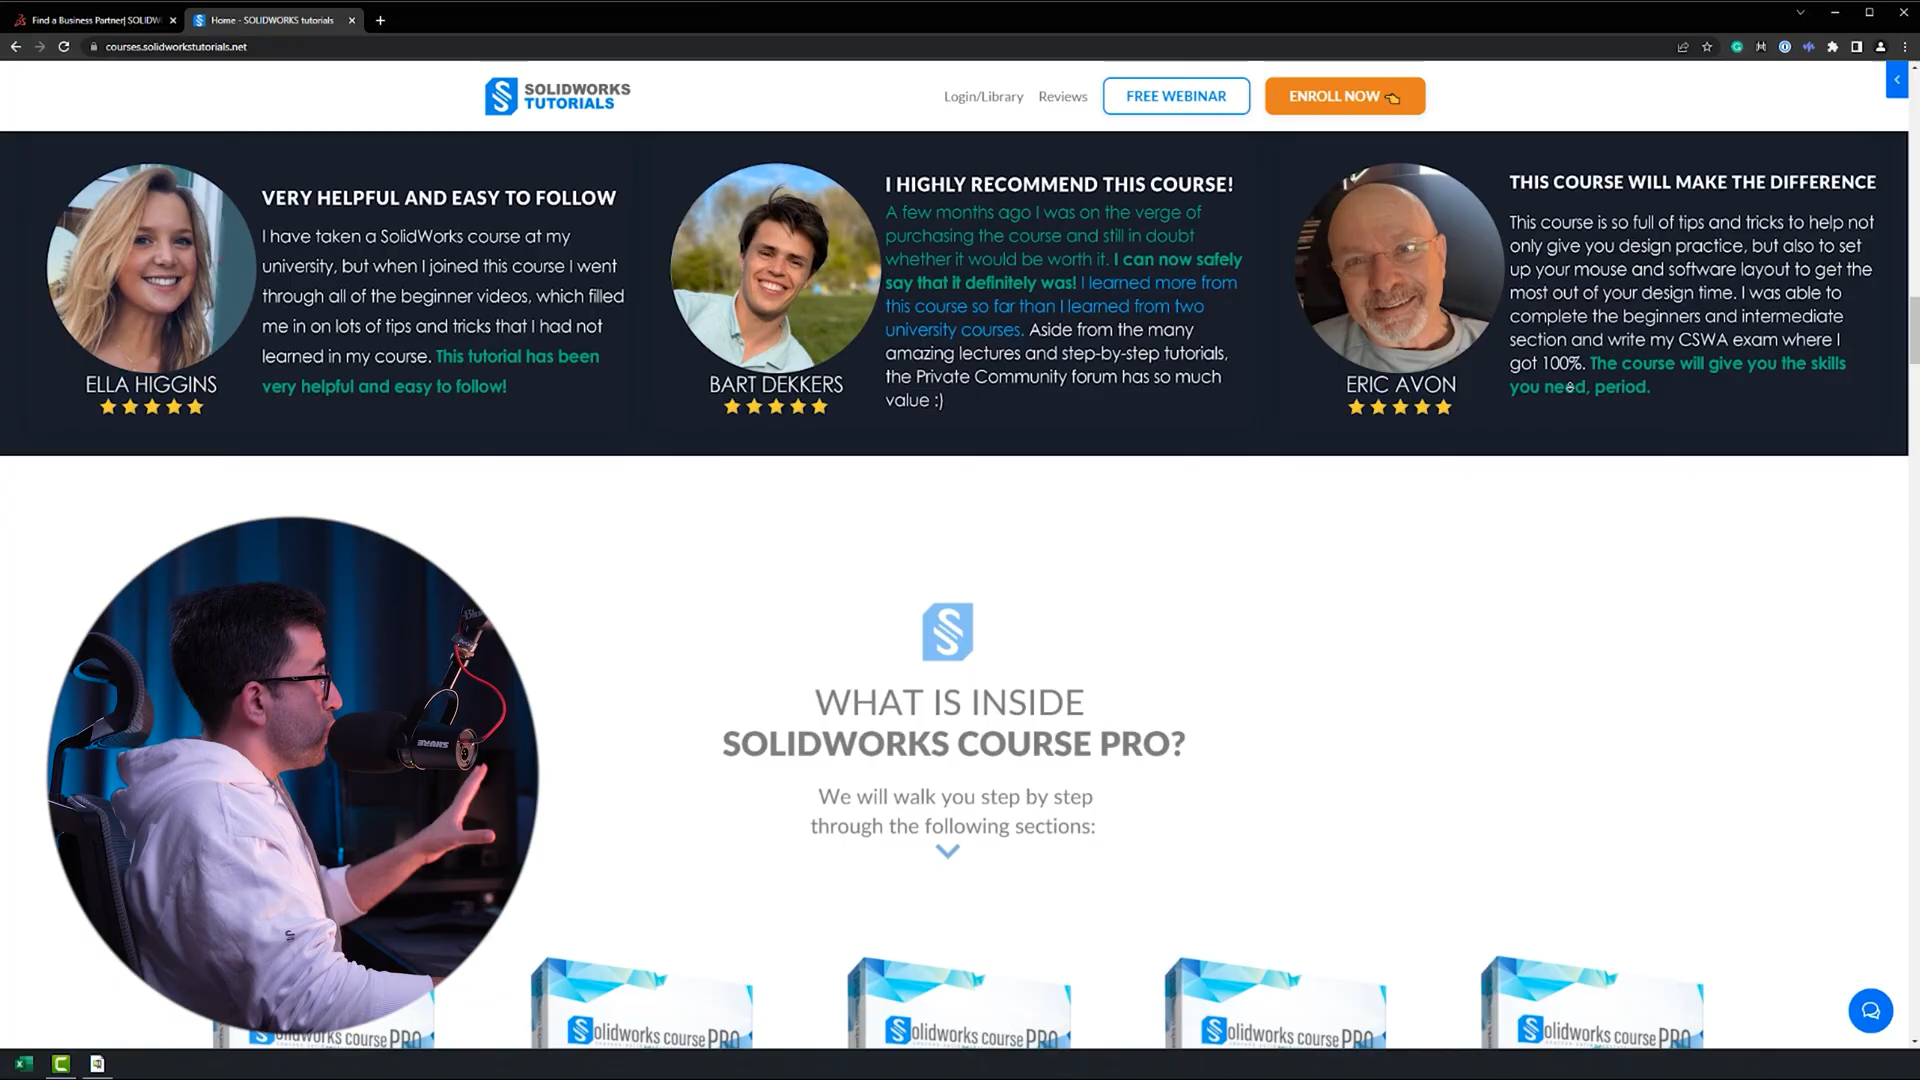 Find a Business Partner| SOLIDW
Home - SOLIDWORKS tutorials
courses.solidworkstutorials.net
SOLIDWORKS
TUTORIALS
Login/Library
Reviews
FREE WEBINAR
ENROLL NOW
VERY HELPFUL AND EASY TO FOLLOW
I have taken a SolidWorks course at my
university, but when I joined this course I went
through all of the beginner videos, which filled
me in on lots of tips and tricks that I had not
learned in my course. This tutorial has been
very helpful and easy to follow!
ELLA HIGGINS
I HIGHLY RECOMMEND THIS COURSE!
A few months ago I was on the verge of
purchasing the course and still in doubt
whether it would be worth it. I can now safely
say that it definitely was! I learned more from
this course so far than I learned from two
university courses. Aside from the many
amazing lectures and step-by-step tutorials,
the Private Community forum has so much
value :)
BART DEKKERS
THIS COURSE WILL MAKE THE DIFFERENCE
This course is so full of tips and tricks to help not
only give you design practice, but also to set
up your mouse and software layout to get the
most out of your design time. I was able to
complete the beginners and intermediate
section and write my CSWA exam where I
got 100%. The course will give you the skills
you need, period.
ERIC AVON
SHURE
WHAT IS INSIDE
SOLIDWORKS COURSE PRO?
We will walk you step by step
through the following sections:
Solidworks course PRO
Solidworks course PRO
Solidworks course PRO
Solidworks course PRO
Solidworks course PRO